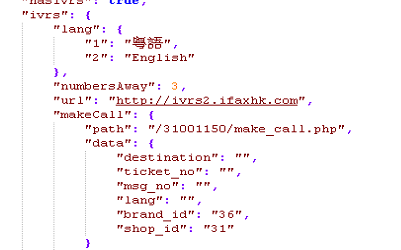 "hasIvrs": true,
"ivrs": {
"lang": {
"1": "粵語",
"2": "English"
},
"numbersAway": 3,
"url": "http://ivrs2.ifaxhk.com",
"makeCall": {
"path": "/31001150/make_call.php",
"data": {
"destination": "",
"ticket_no": "",
"msg_no": "",
"lang": "",
"brand_id": "36",
"shop_id": "31"
}